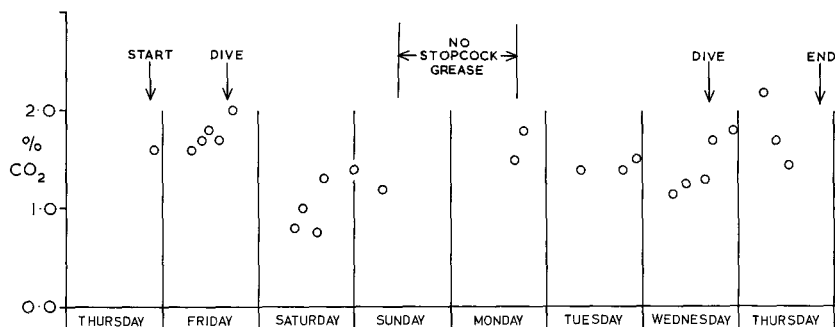 NO
START DIVE STOPCOCK DIVE END
GREASE
2.0
%
CO₂
1.0
0.0
THURSDAY FRIDAY SATURDAY SUNDAY MONDAY TUESDAY WEDNESDAY THURSDAY